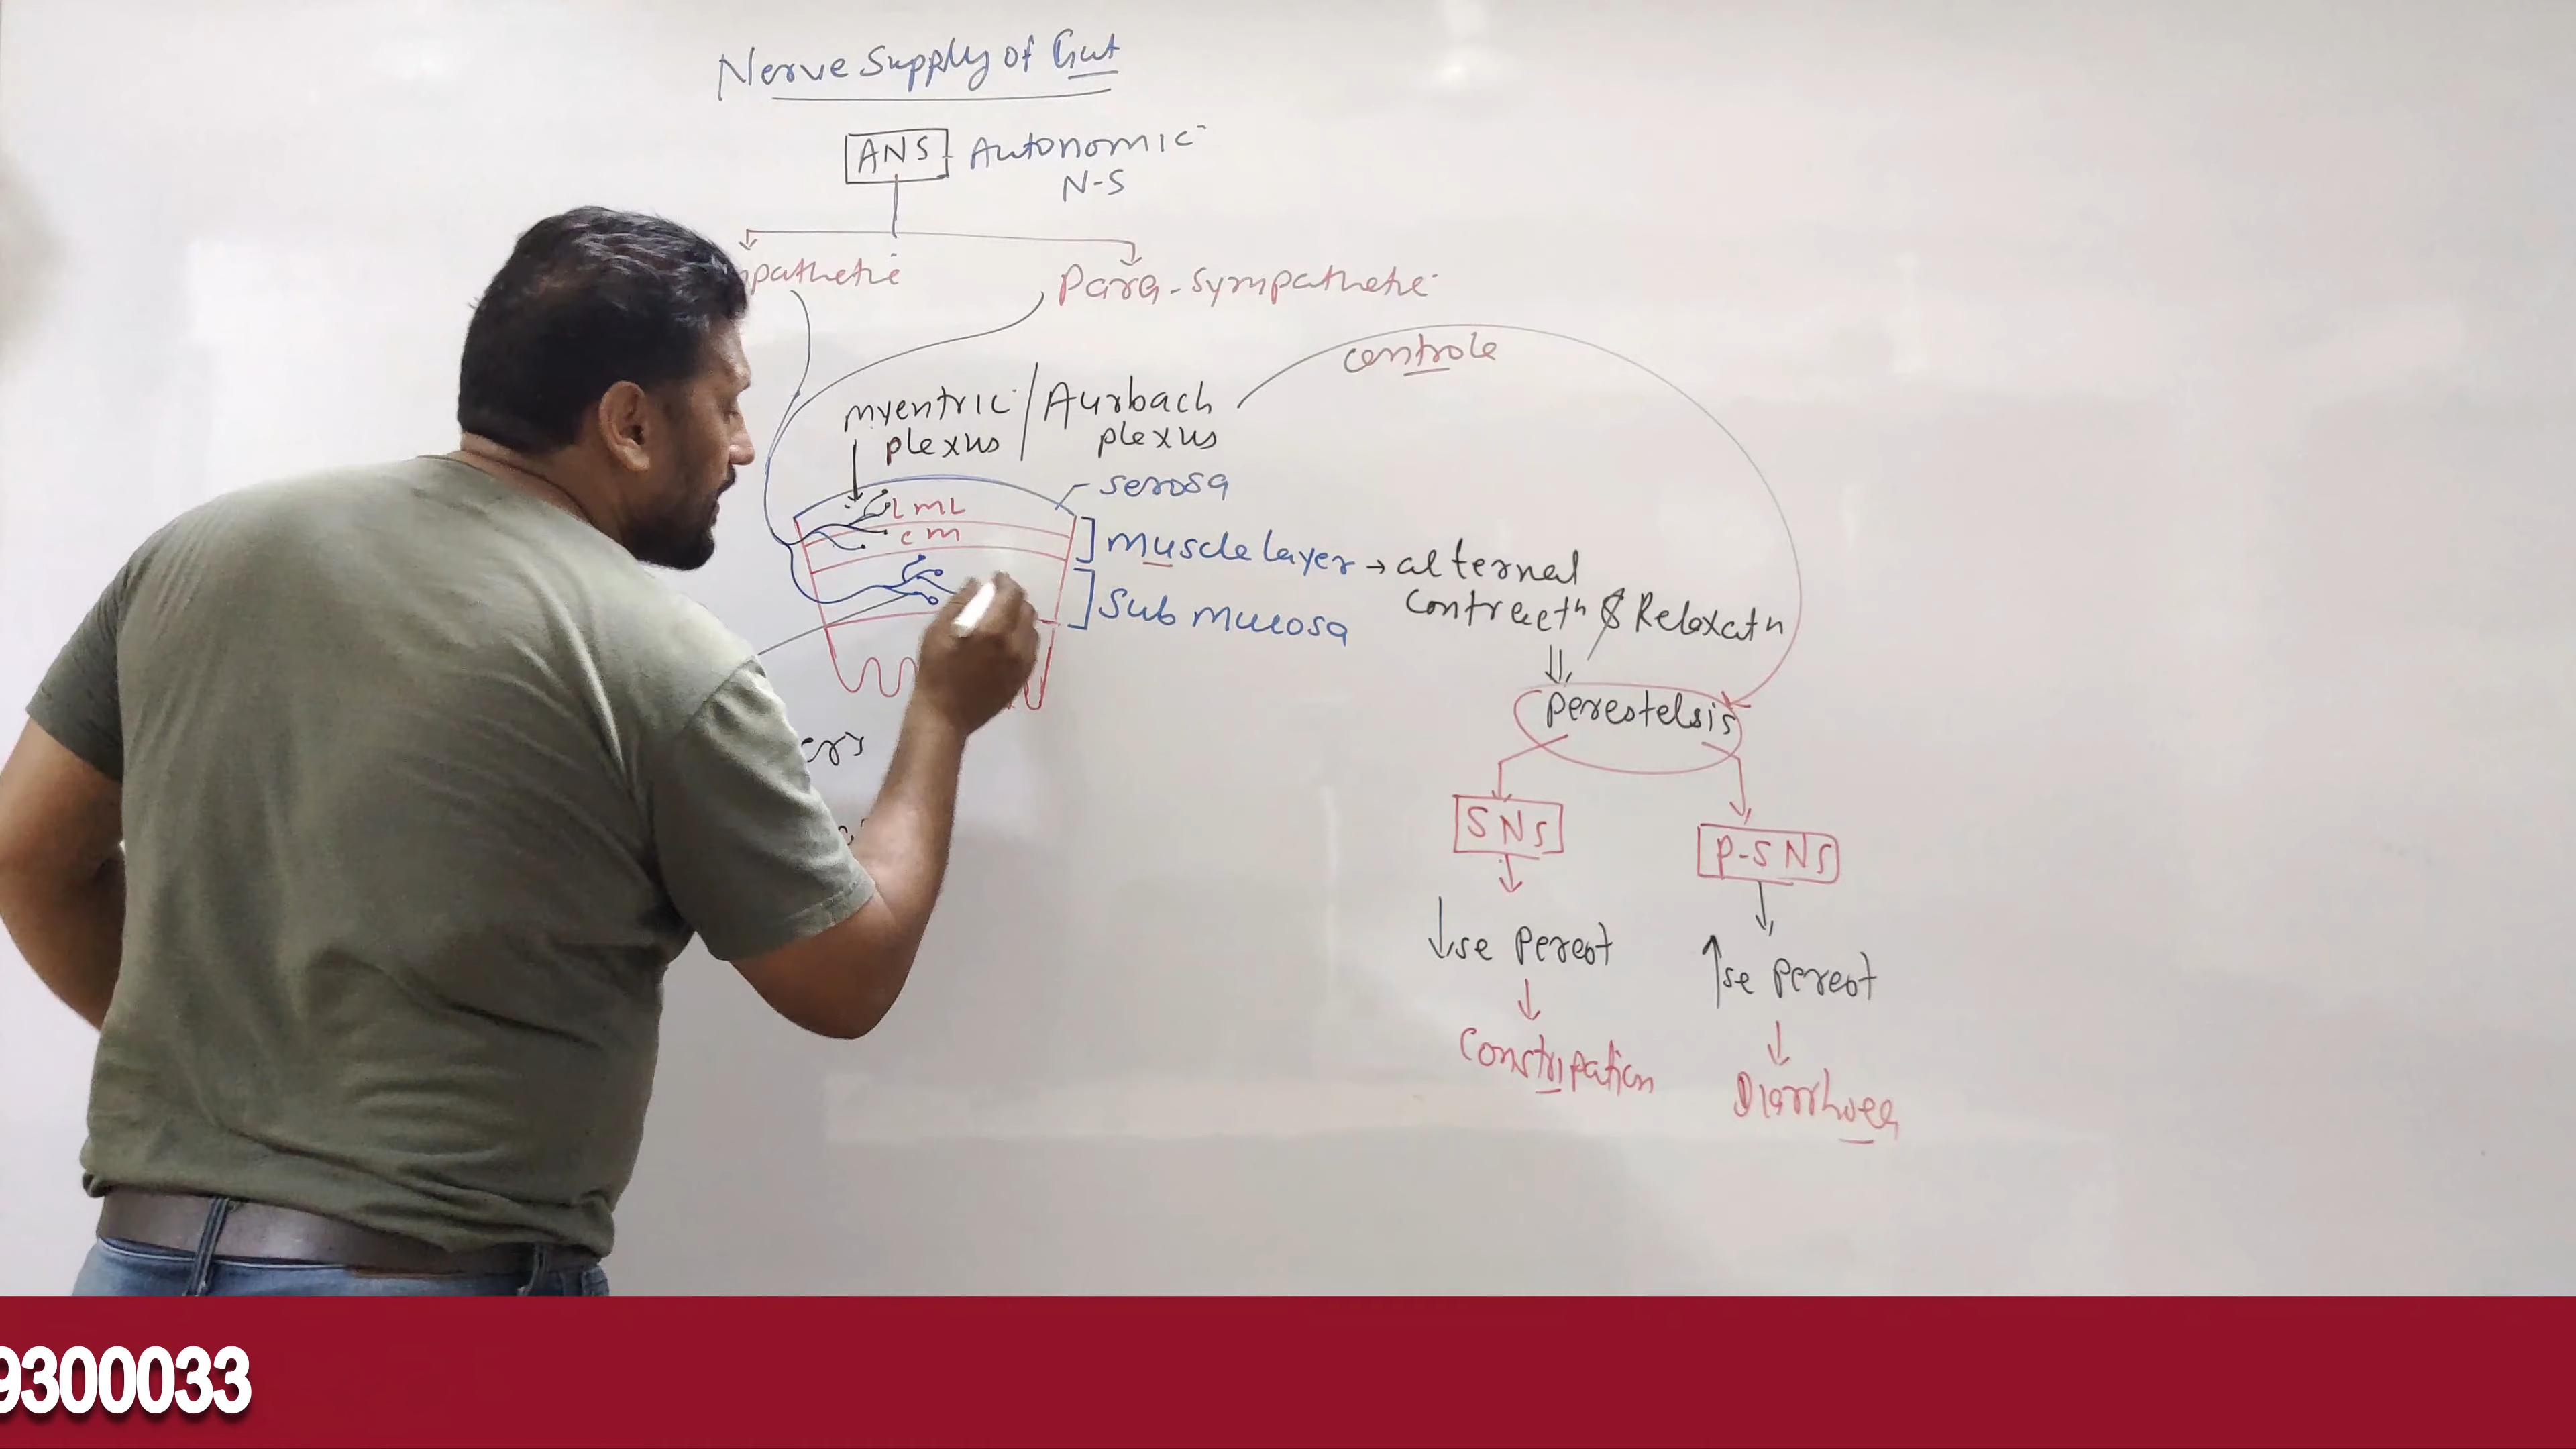 Nerve Supply of Gut
ANS Autonomic
N-S
Para-sympathetic
centrole
myentric / Aurbach
plexus plexus
serosa
LML
cm
muscle layer → alternal
contracth & Relaxatn
Sub mucosa
⇓
Perestelsis
SNS
P-SNS
↓se Perest
↑se Perest
Constipation
Diarrhoea
9300033